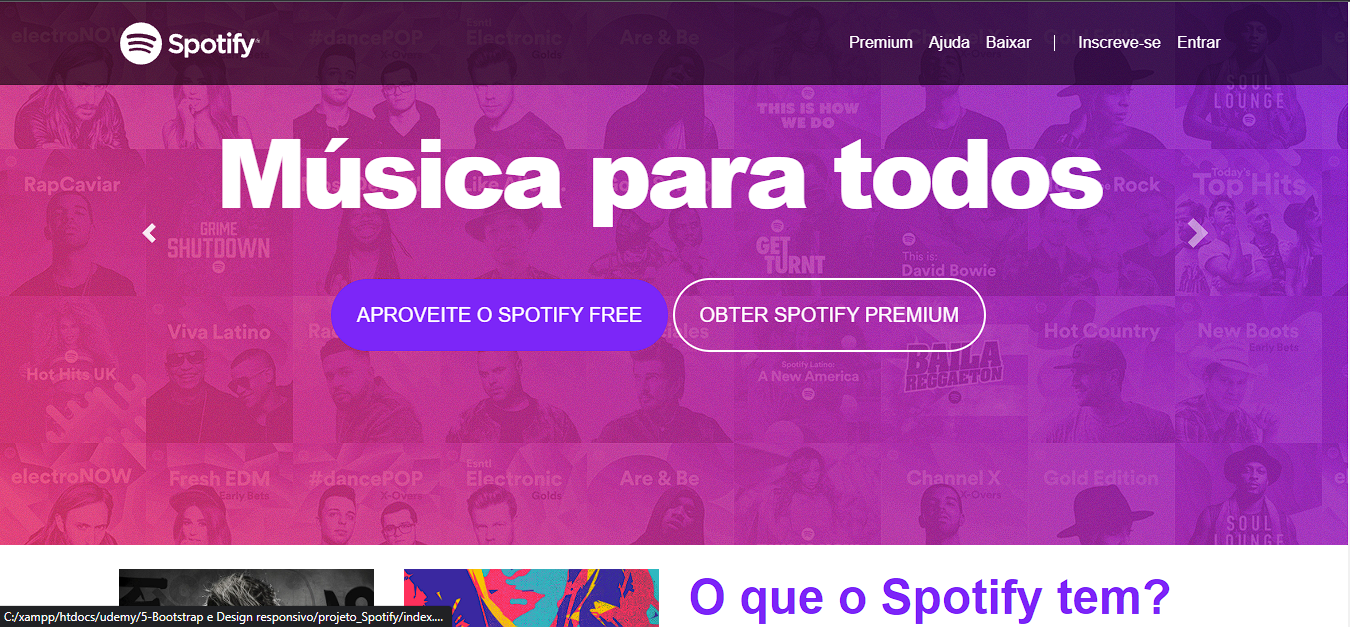 Spotify
Premium Ajuda Baixar | Inscreve-se Entrar
electroNOW
#dancePOP
Esntl
Electronic
Golds
Are & Be
THIS IS HOW
WE DO
SOUL
LOUNGE
Música para todos
RapCaviar
GRIME
SHUTDOWN
GET
TURNT
This is:
David Bowie
Rock
Today's
Top Hits
APROVEITE O SPOTIFY FREE
OBTER SPOTIFY PREMIUM
Hot Hits UK
Viva Latino
Spotify Latino:
A New America
BAILA
REGGAETON
Hot Country
New Boots
Early Bets
electroNOW
Fresh EDM
Early Bets
#dancePOP
X-Overs
Esntl
Electronic
Golds
Are & Be
Channel X
X-Overs
Gold Edition
SOUL
LOUNGE
O que o Spotify tem?
C:/xampp/htdocs/udemy/5-Bootstrap e Design responsivo/projeto_Spotify/index....